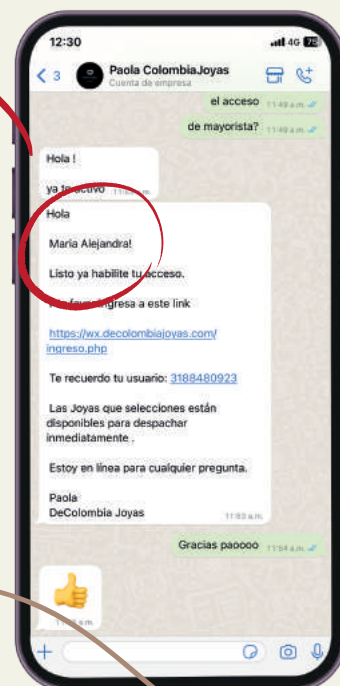 12:30
4G 75
3
Paola ColombiaJoyas
Cuenta de empresa
el acceso 11:49 a.m.
de mayorista? 11:49 a.m.
Hola !
ya te activo
Hola
Maria Alejandra!
Listo ya habilite tu acceso.
ingresa a este link
https://wx.decolombiajoyas.com/
ingreso.php
Te recuerdo tu usuario: 3188480923
Las Joyas que selecciones están
disponibles para despachar
inmediatamente .
Estoy en línea para cualquier pregunta.
Paola
DeColombia Joyas 11:53 a.m.
Gracias paoooo 11:54 a.m.